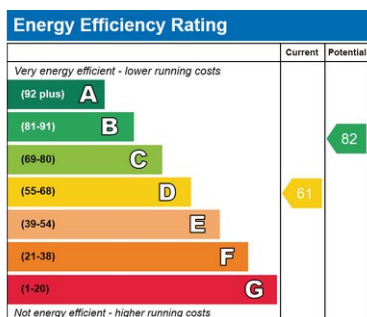 Energy Efficiency Rating
Current Potential
Very energy efficient - lower running costs
(92 plus) A
(81-91) B
82
(69-80) C
(55-68) D
61
(39-54) E
(21-38) F
(1-20) G
Not energy efficient - higher running costs